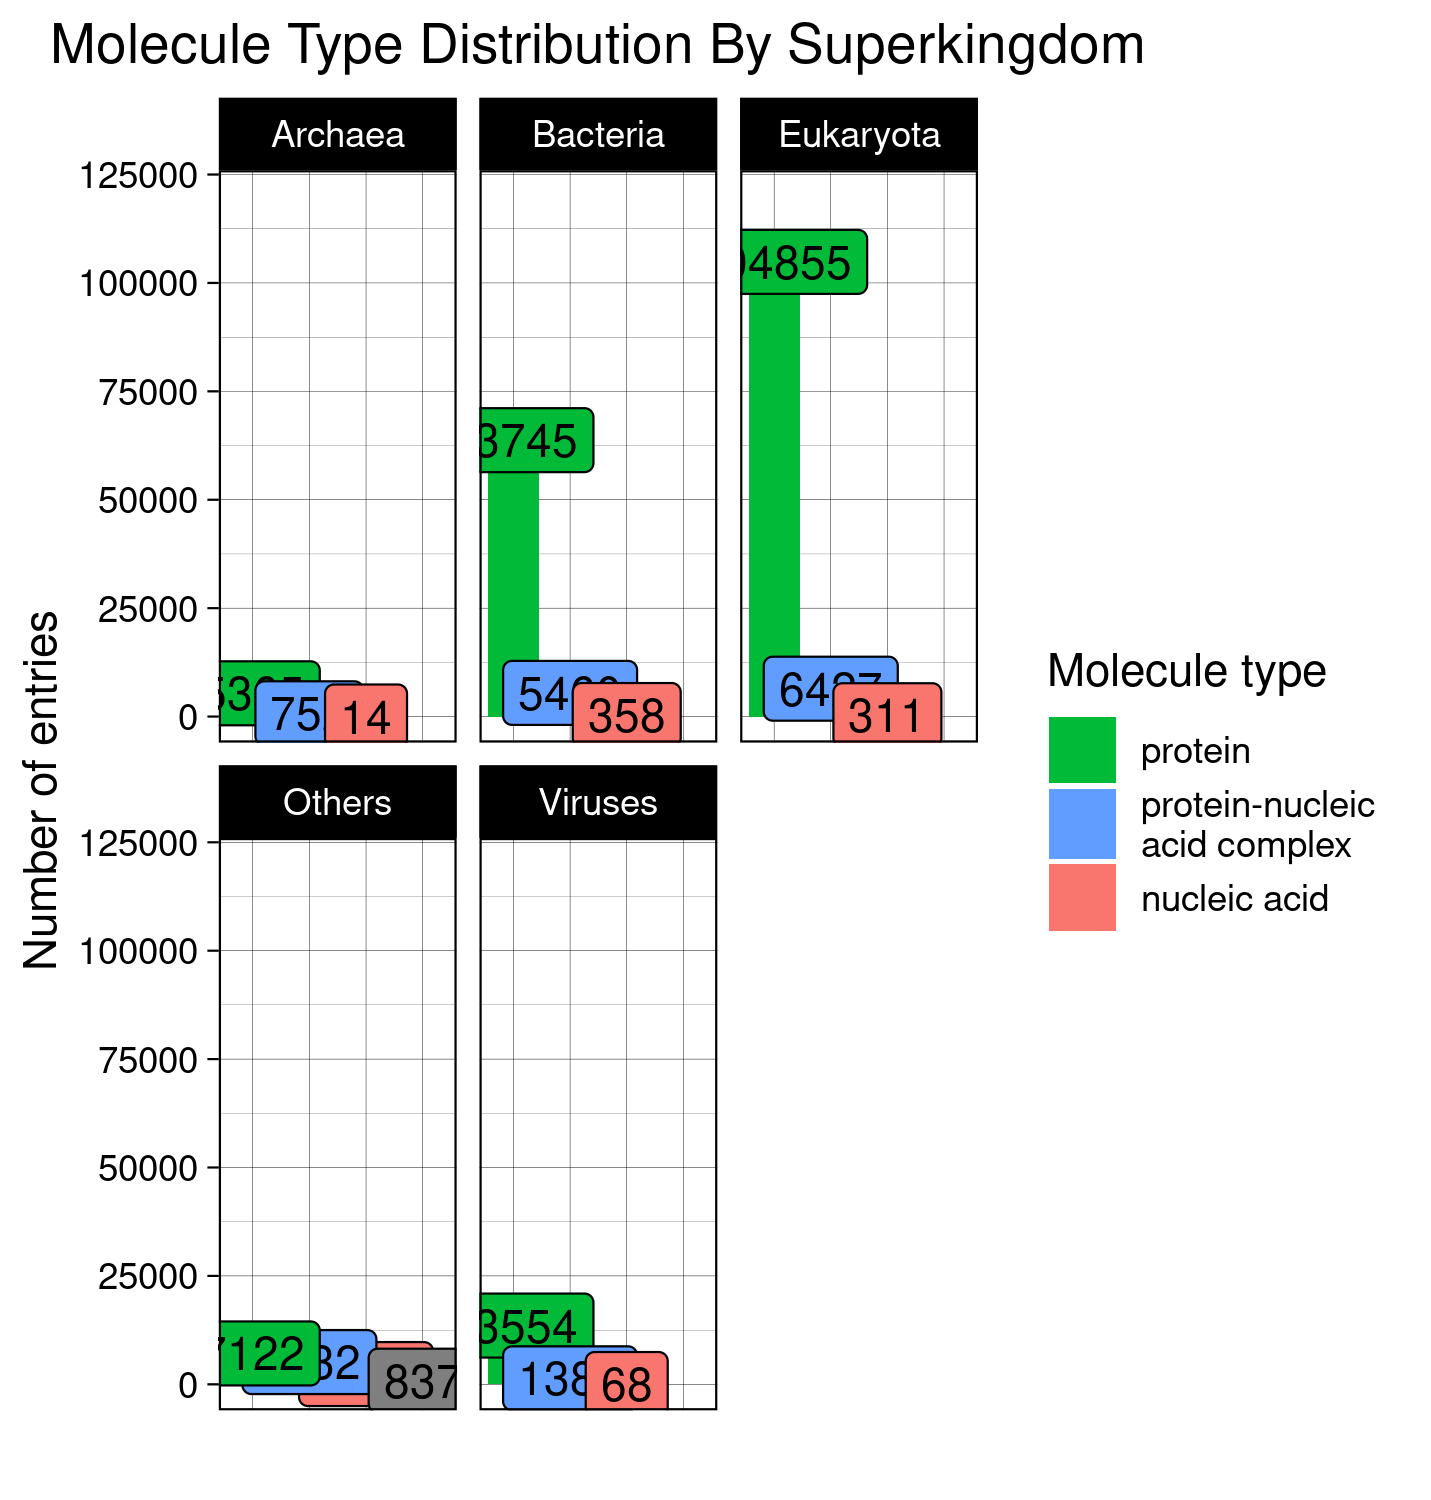 Molecule Type Distribution By Superkingdom
Archaea
Bacteria
Eukaryota
125000
100000
75000
50000
25000
0
14
3745
358
4855
311
Others
Viruses
125000
100000
75000
50000
25000
0
7122
32
837
3554
138
68
Number of entries
Molecule type
protein
protein-nucleic
acid complex
nucleic acid